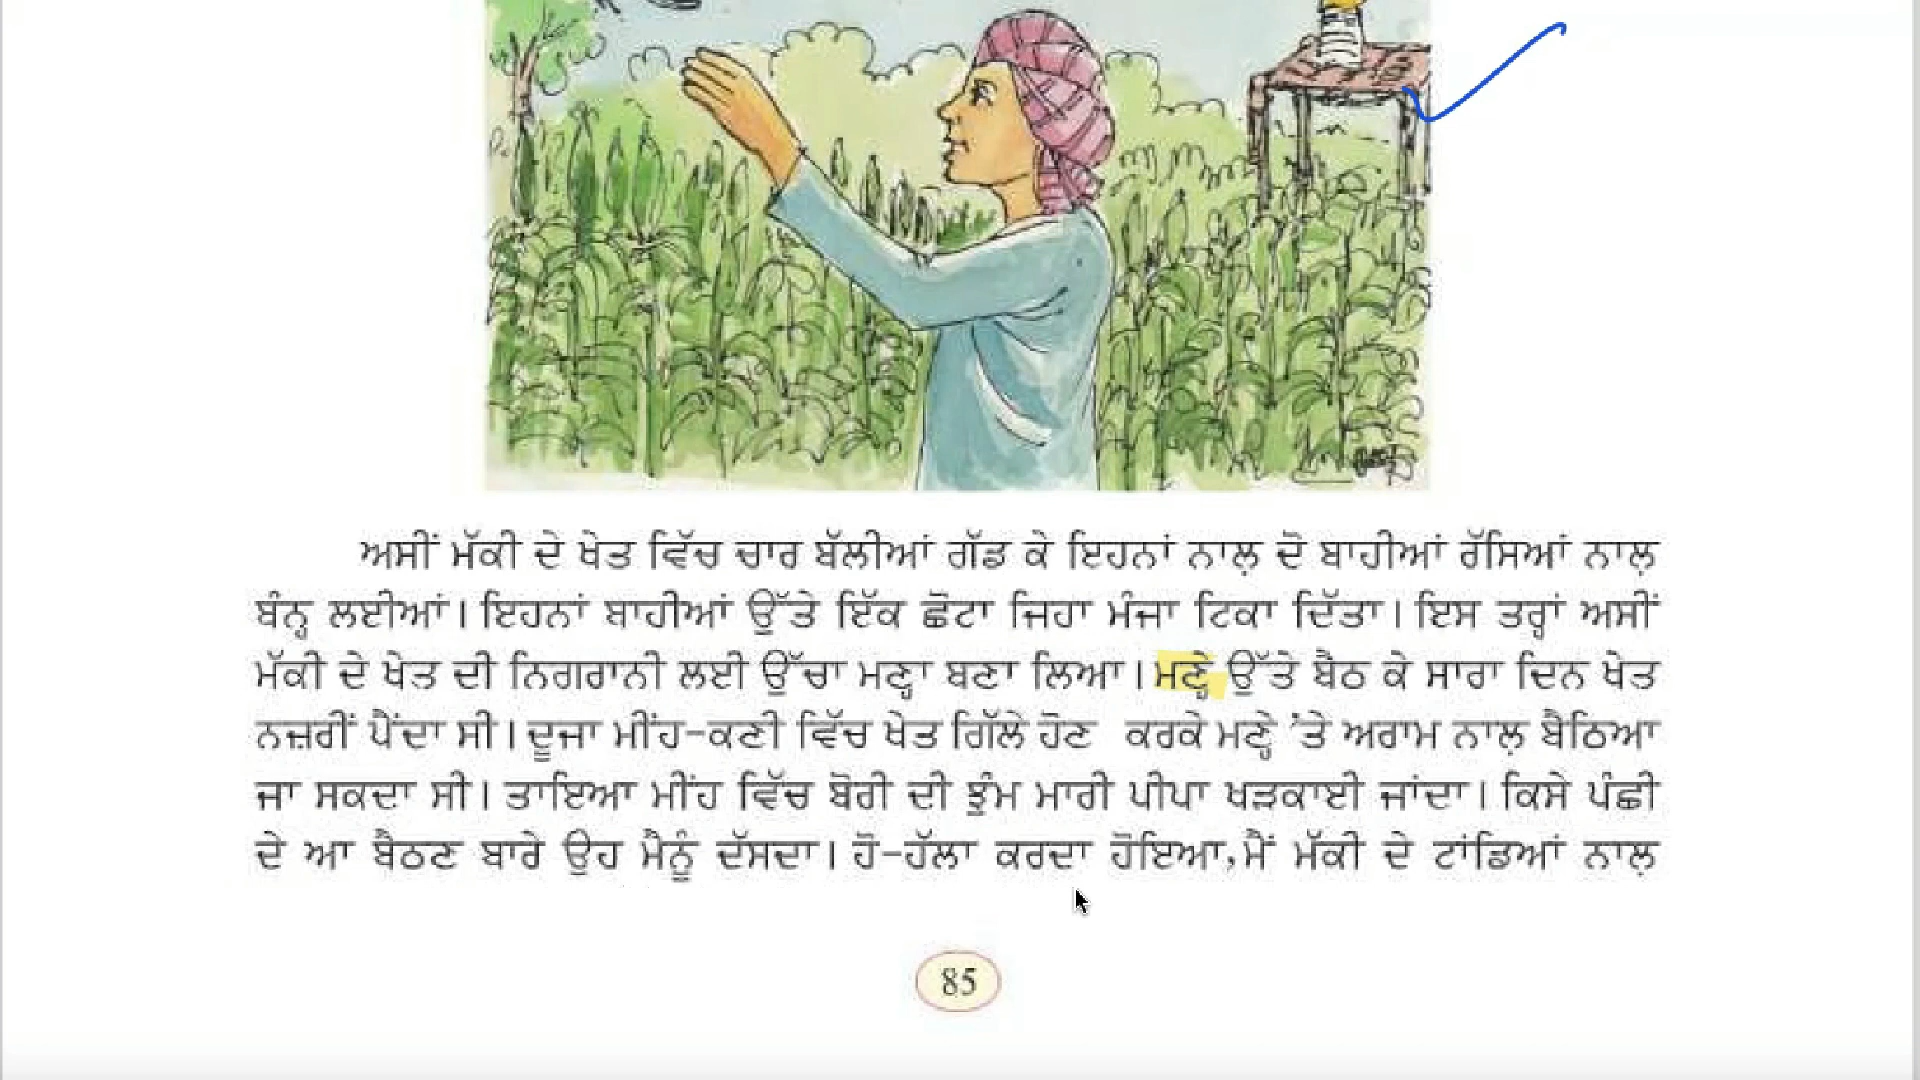 ਅਸੀਂ ਮੱਕੀ ਦੇ ਖੇਤ ਵਿੱਚ ਚਾਰ ਬੱਲੀਆਂ ਗੱਡ ਕੇ ਇਹਨਾਂ ਨਾਲ਼ ਦੋ ਬਾਹੀਆਂ ਰੱਸਿਆਂ ਨਾਲ਼
ਬੰਨ੍ਹ ਲਈਆਂ। ਇਹਨਾਂ ਬਾਹੀਆਂ ਉੱਤੇ ਇੱਕ ਛੋਟਾ ਜਿਹਾ ਮੰਜਾ ਟਿਕਾ ਦਿੱਤਾ। ਇਸ ਤਰ੍ਹਾਂ ਅਸੀਂ
ਮੱਕੀ ਦੇ ਖੇਤ ਦੀ ਨਿਗਰਾਨੀ ਲਈ ਉੱਚਾ ਮਣ੍ਹਾ ਬਣਾ ਲਿਆ। ਮਣ੍ਹੇ ਉੱਤੇ ਬੈਠ ਕੇ ਸਾਰਾ ਦਿਨ ਖੇਤ
ਨਜ਼ਰੀਂ ਪੈਂਦਾ ਸੀ। ਦੂਜਾ ਮੀਂਹ-ਕਣੀ ਵਿੱਚ ਖੇਤ ਗਿੱਲੇ ਹੋਣ ਕਰਕੇ ਮਣ੍ਹੇ 'ਤੇ ਅਰਾਮ ਨਾਲ਼ ਬੈਠਿਆ
ਜਾ ਸਕਦਾ ਸੀ। ਤਾਇਆ ਮੀਂਹ ਵਿੱਚ ਬੋਰੀ ਦੀ ਝੁੰਮ ਮਾਰੀ ਪੀਪਾ ਖੜਕਾਈ ਜਾਂਦਾ। ਕਿਸੇ ਪੰਛੀ
ਦੇ ਆ ਬੈਠਣ ਬਾਰੇ ਉਹ ਮੈਨੂੰ ਦੱਸਦਾ। ਹੋ-ਹੱਲਾ ਕਰਦਾ ਹੋਇਆ,ਮੈਂ ਮੱਕੀ ਦੇ ਟਾਂਡਿਆਂ ਨਾਲ਼
85